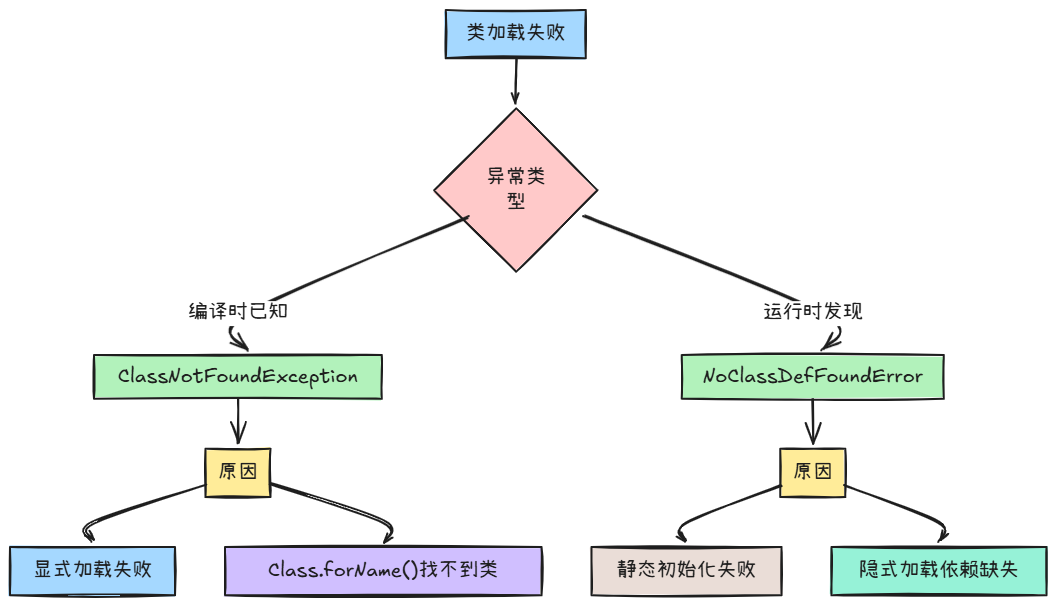 类加载失败
异常类
型
编译时已知
运行时发现
ClassNotFoundException
NoClassDefFoundError
原因
原因
显式加载失败
Class.forName()找不到类
静态初始化失败
隐式加载依赖缺失